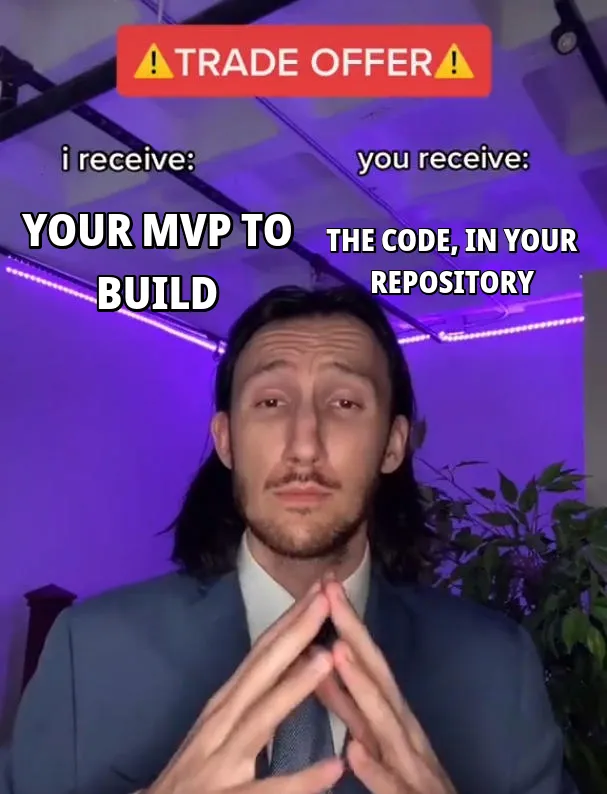 ⚠️TRADE OFFER⚠️
i receive:
you receive:
YOUR MVP TO
BUILD
THE CODE, IN YOUR
REPOSITORY